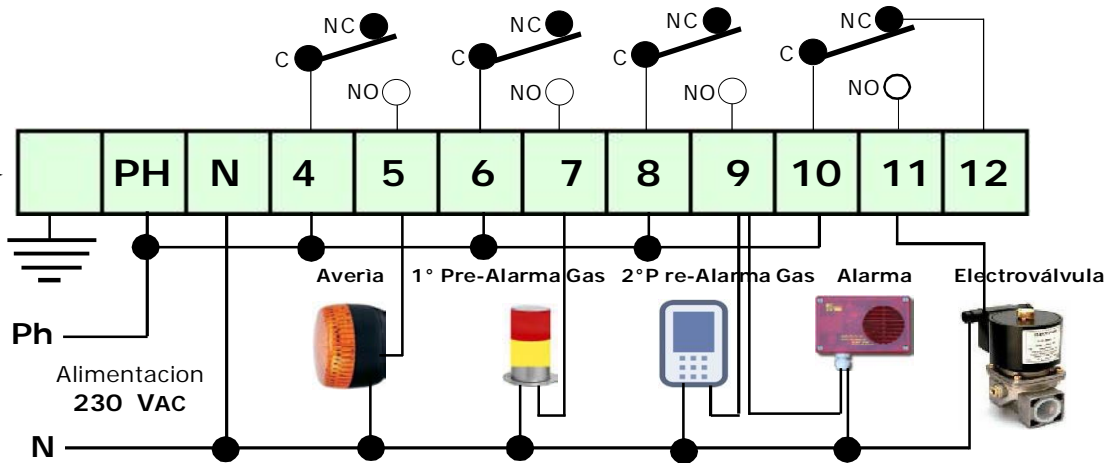 NC NC NC NC
C C C C
NO NO NO NO
PH N 4 5 6 7 8 9 10 11 12
Averìa 1° Pre-Alarma Gas 2°P re-Alarma Gas Alarma Electroválvula
Ph
Alimentacion
230 VAC
N